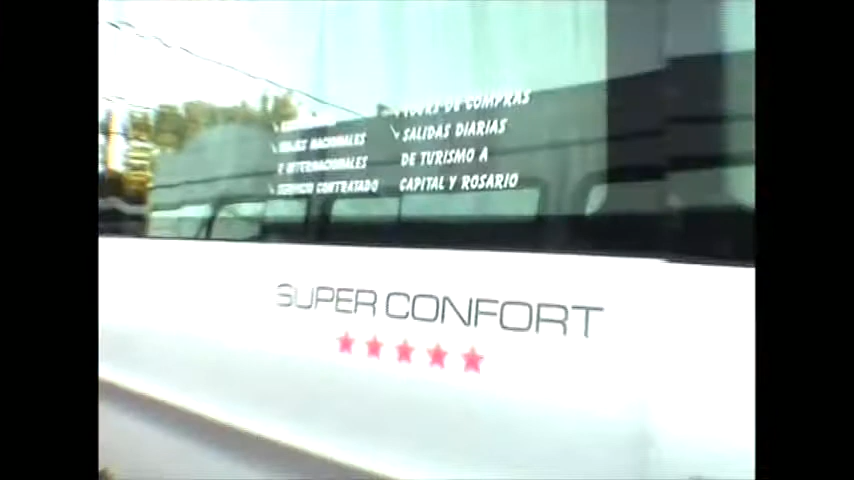 VIAJES NACIONALES
E INTERNACIONALES
SERVICIO CONTRATADO
TOURS DE COMPRAS
SALIDAS DIARIAS
DE TURISMO A
CAPITAL Y ROSARIO
SUPER CONFORT